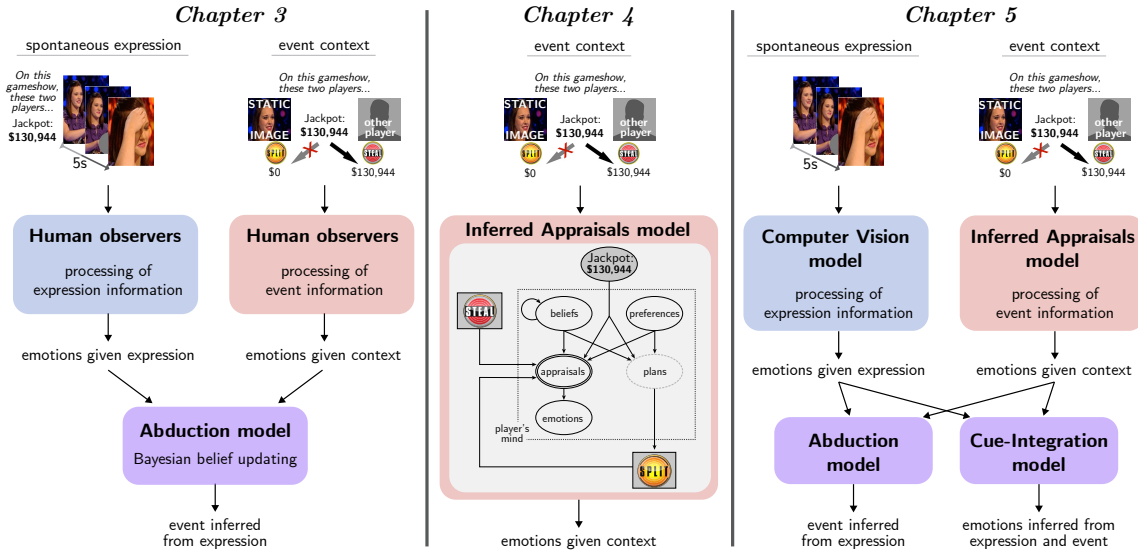 Chapter 3
spontaneous expression
event context
On this
gameshow,
these two
players...
Jackpot:
$130,944
5s
On this gameshow,
these two players...
STATIC
IMAGE
Jackpot:
$130,944
other
player
SPLIT
STEAL
$0
$130,944
Human observers
processing of
expression information
Human observers
processing of
event information
emotions given expression
emotions given context
Abduction model
Bayesian belief updating
event inferred
from expression
Chapter 4
event context
On this gameshow,
these two players...
STATIC
IMAGE
Jackpot:
$130,944
other
player
SPLIT
STEAL
$0
$130,944
Inferred Appraisals model
Jackpot:
$130,944
STEAL
beliefs
preferences
appraisals
plans
emotions
player's
mind
SPLIT
emotions given context
Chapter 5
spontaneous expression
event context
5s
On this gameshow,
these two players...
STATIC
IMAGE
Jackpot:
$130,944
other
player
SPLIT
STEAL
$0
$130,944
Computer Vision
model
processing of
expression information
Inferred Appraisals
model
processing of
event information
emotions given expression
emotions given context
Abduction
model
Cue-Integration
model
event inferred
from expression
emotions inferred from
expression and event